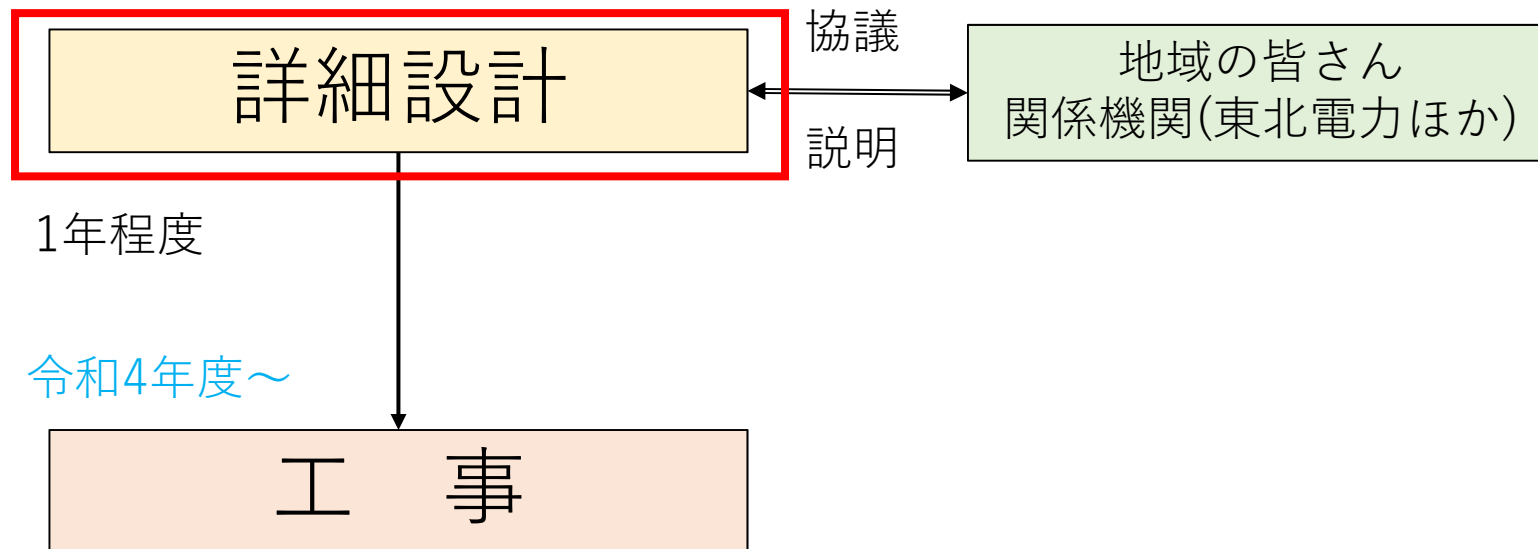 詳細設計
協議
説明
地域の皆さん
関係機関(東北電力ほか)
1年程度
令和4年度～
工　事